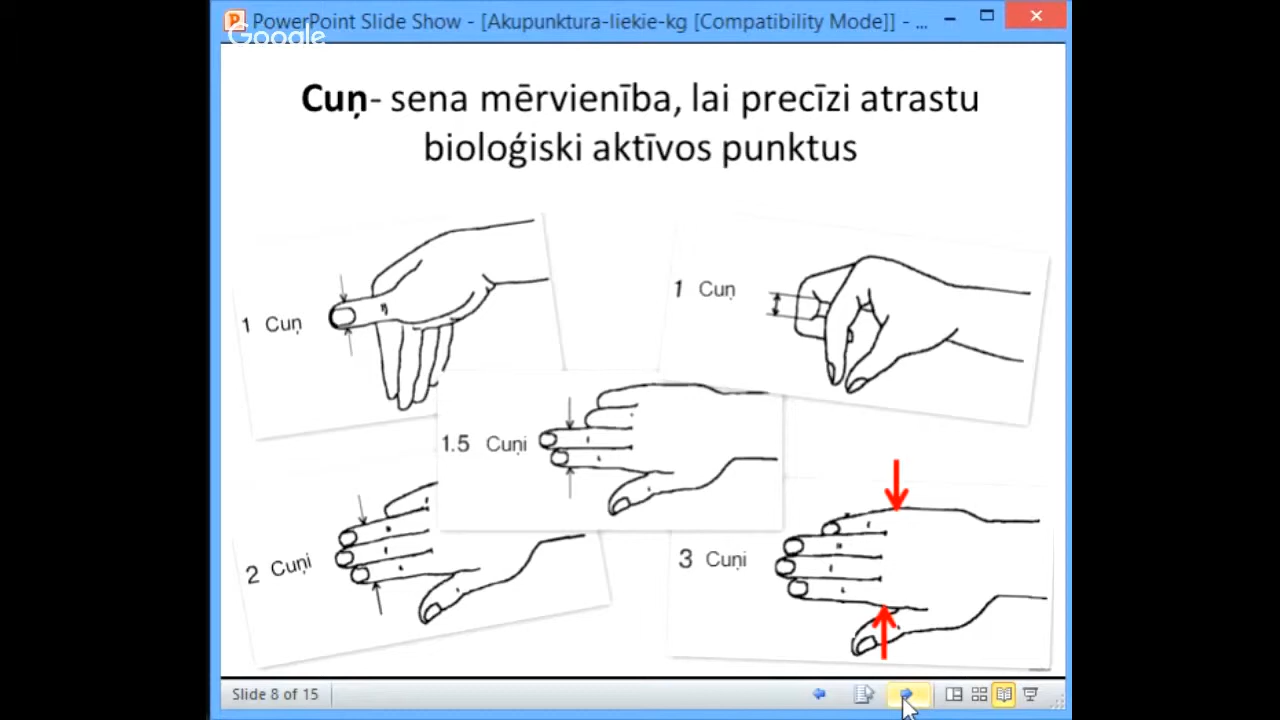 PowerPoint Slide Show - [Akupunktura-liekie-kg [Compatibility Mode]] - ...
Google
Cuņ- sena mērvienība, lai precīzi atrastu
bioloģiski aktīvos punktus
1 Cuņ
1 Cuņ
1.5 Cuņi
2 Cuņi
3 Cuņi
Slide 8 of 15